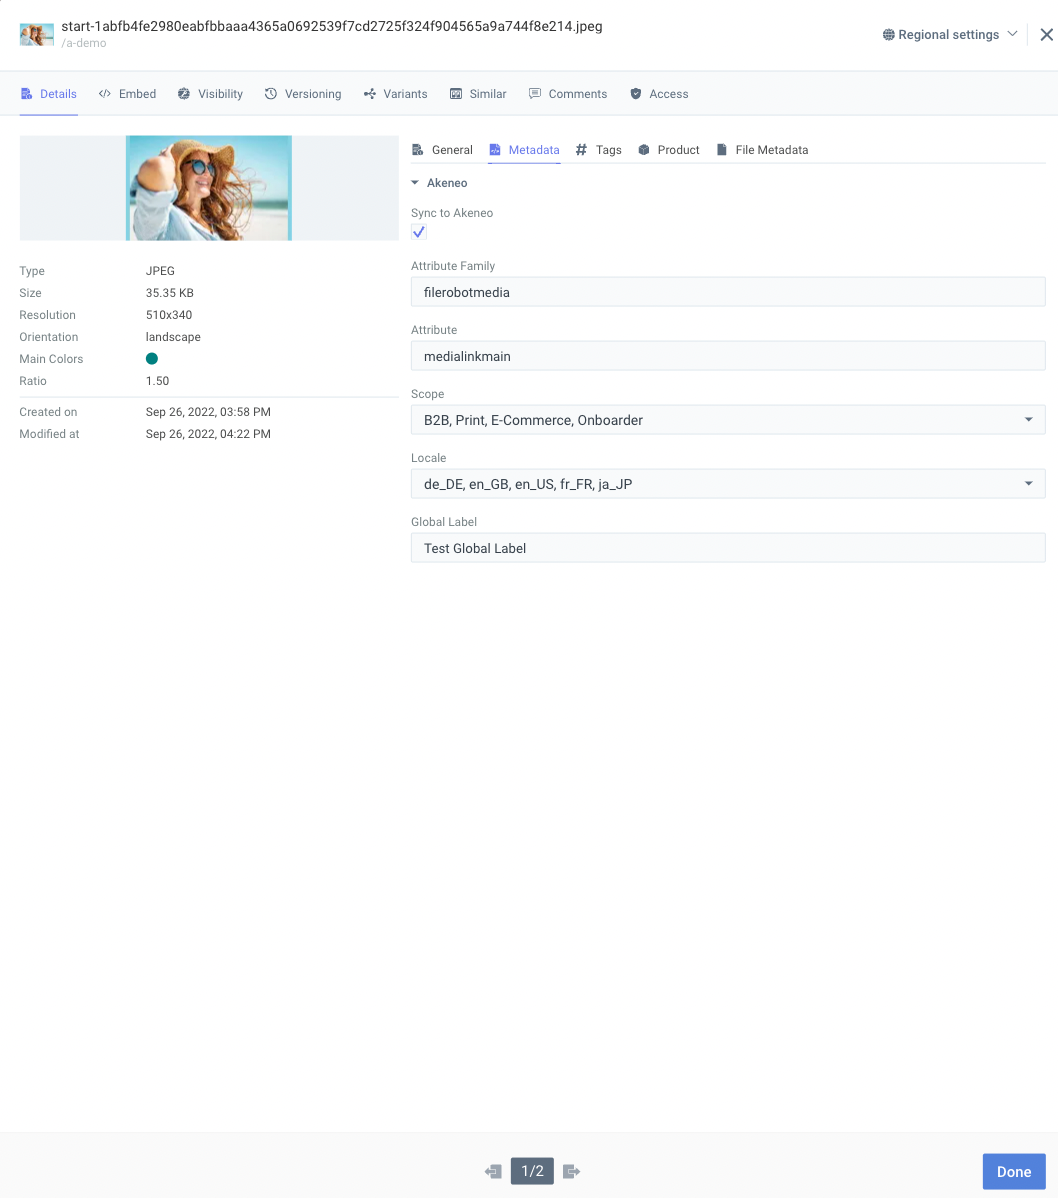 start-1abfb4fe2980eabfbbaaa4365a0692539f7cd2725f324f904565a9a744f8e214.jpeg
/a-demo
Regional settings
Details Embed Visibility Versioning Variants Similar Comments Access
General Metadata Tags Product File Metadata
Akeneo
Sync to Akeneo
Attribute Family
filerobotmedia
Attribute
medialinkmain
Scope
B2B, Print, E-Commerce, Onboarder
Locale
de_DE, en_GB, en_US, fr_FR, ja_JP
Global Label
Test Global Label
Type JPEG
Size 35.35 KB
Resolution 510x340
Orientation landscape
Main Colors
Ratio 1.50
Created on Sep 26, 2022, 03:58 PM
Modified at Sep 26, 2022, 04:22 PM
1/2
Done